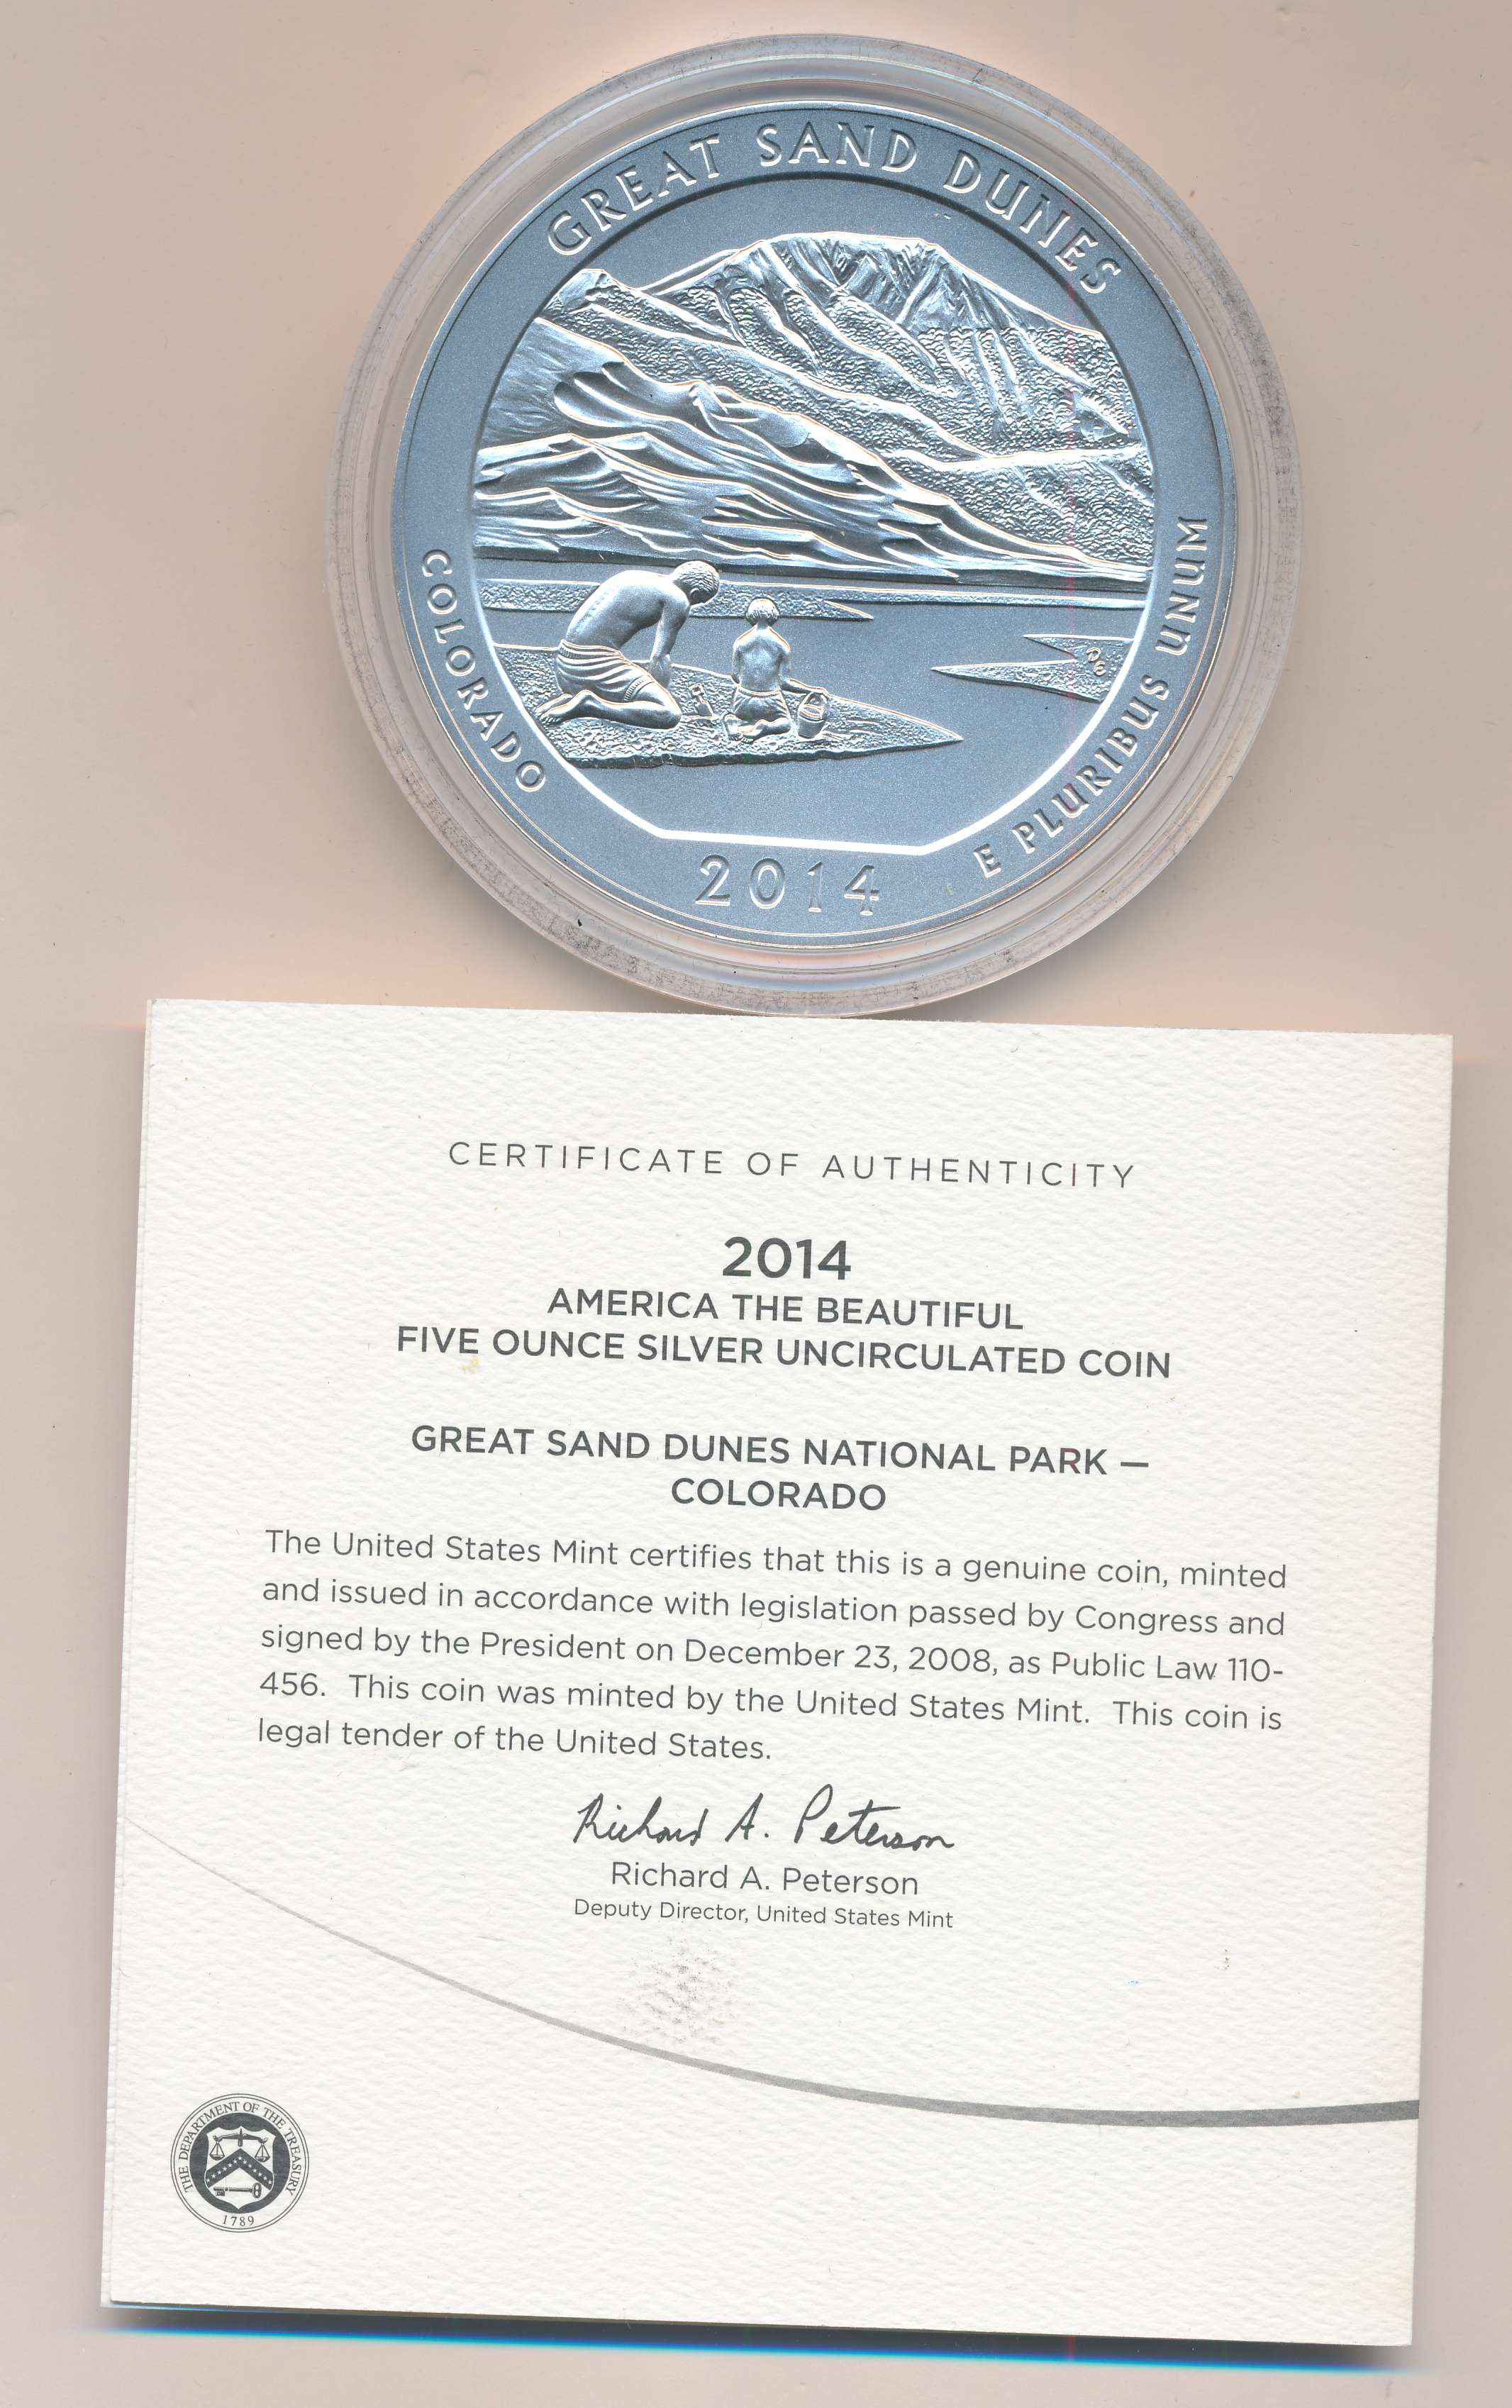 GREAT SAND DUNES
COLORADO
E PLURIBUS UNUM
DS
2014
CERTIFICATE OF AUTHENTICITY
2014
AMERICA THE BEAUTIFUL
FIVE OUNCE SILVER UNCIRCULATED COIN
GREAT SAND DUNES NATIONAL PARK —
COLORADO
The United States Mint certifies that this is a genuine coin, minted
and issued in accordance with legislation passed by Congress and
signed by the President on December 23, 2008, as Public Law 110-
456. This coin was minted by the United States Mint. This coin is
legal tender of the United States.
Richard A. Peterson
Richard A. Peterson
Deputy Director, United States Mint
THE DEPARTMENT OF THE TREASURY
1789